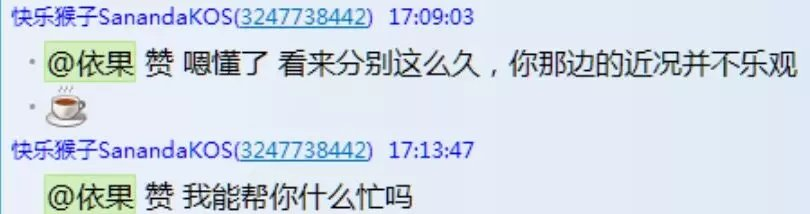 快乐猴子SanandaKOS(3247738442) 17:09:03
@依果 赞 嗯懂了 看来分别这么久，你那边的近况并不乐观
快乐猴子SanandaKOS(3247738442) 17:13:47
@依果 赞 我能帮你什么忙吗